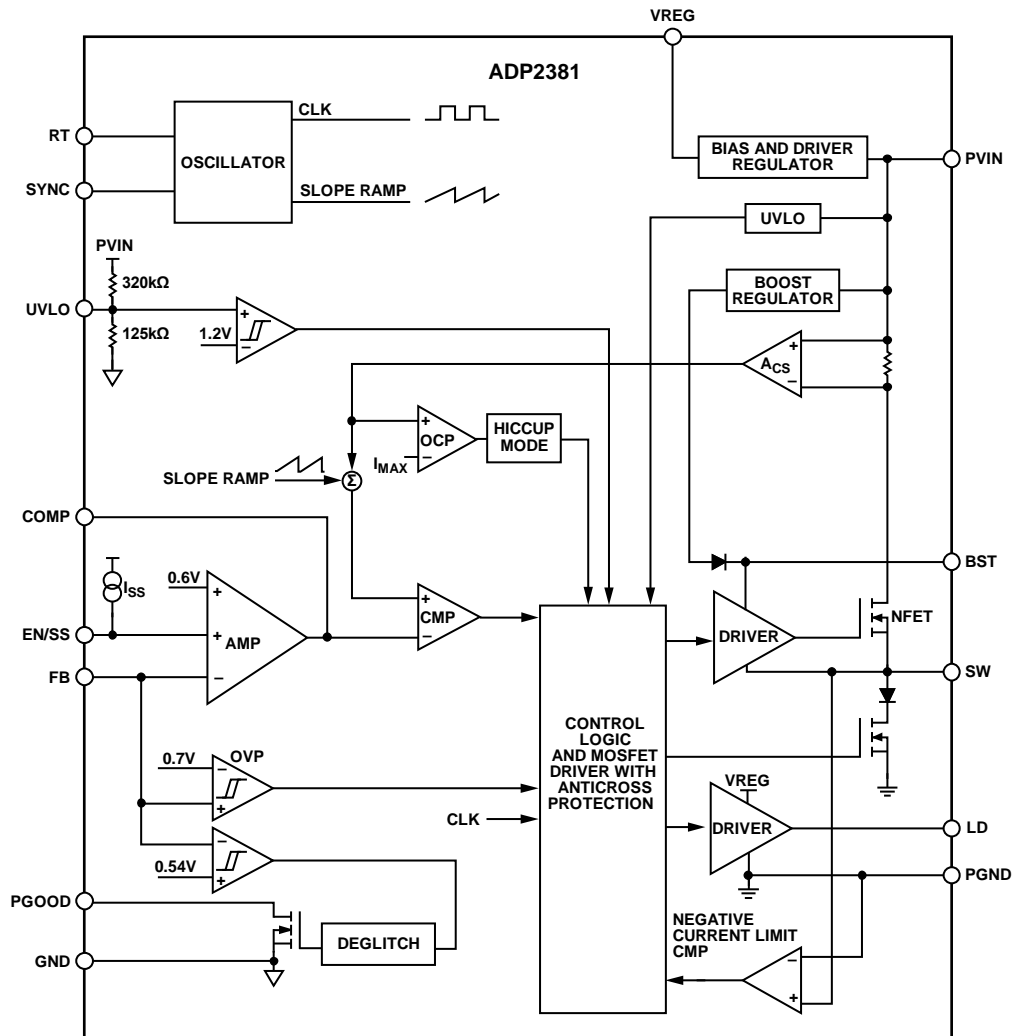 VREG
ADP2381
CLK
RT
OSCILLATOR
SYNC
SLOPE RAMP
BIAS AND DRIVER
REGULATOR
PVIN
UVLO
PVIN
320kΩ
UVLO
125kΩ
1.2V
+
−
BOOST
REGULATOR
ACS
+
−
+
OCP
−
IMAX
HICCUP
MODE
SLOPE RAMP
Σ
COMP
ISS
0.6V
+
EN/SS
+
AMP
FB
−
+
CMP
−
BST
DRIVER
NFET
SW
CONTROL
LOGIC
AND MOSFET
DRIVER WITH
ANTICROSS
PROTECTION
0.7V
−
OVP
+
CLK
−
0.54V
+
VREG
DRIVER
LD
PGND
PGOOD
DEGLITCH
GND
NEGATIVE
CURRENT LIMIT
CMP
−
+